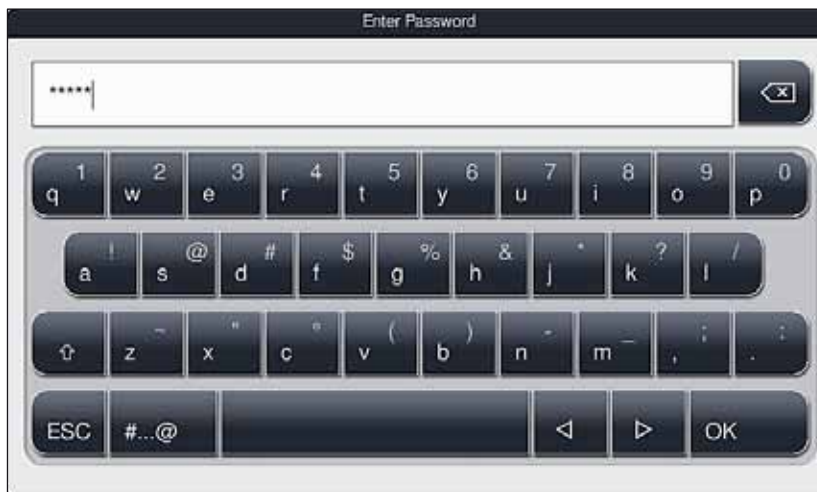 Enter Password
*****
1 2 3 4 5 6 7 8 9 0
q w e r t y u i o p
! @ # $ % & * ? /
a s d f g h j k l
~ " ° ( ) - _ ; :
z x c v b n m , .
ESC #...@ OK